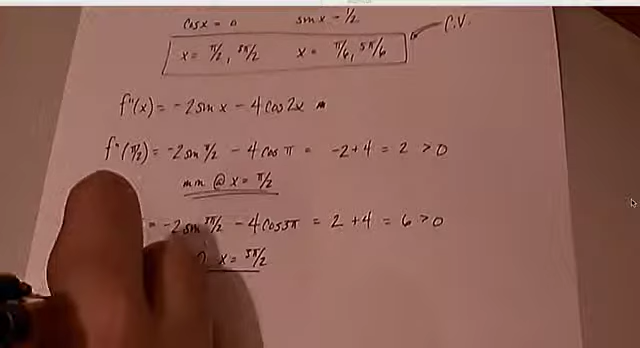 cos x = 0 sin x = 1/2
C.V.
x = π/2, 3π/2 x = π/6, 5π/6
f"(x) = -2 sin x - 4 cos 2x
f"(π/2) = -2 sin π/2 - 4 cos π = -2 + 4 = 2 > 0
min @ x = π/2
= -2 sin 3π/2 - 4 cos 3π = 2 + 4 = 6 > 0
x = 3π/2